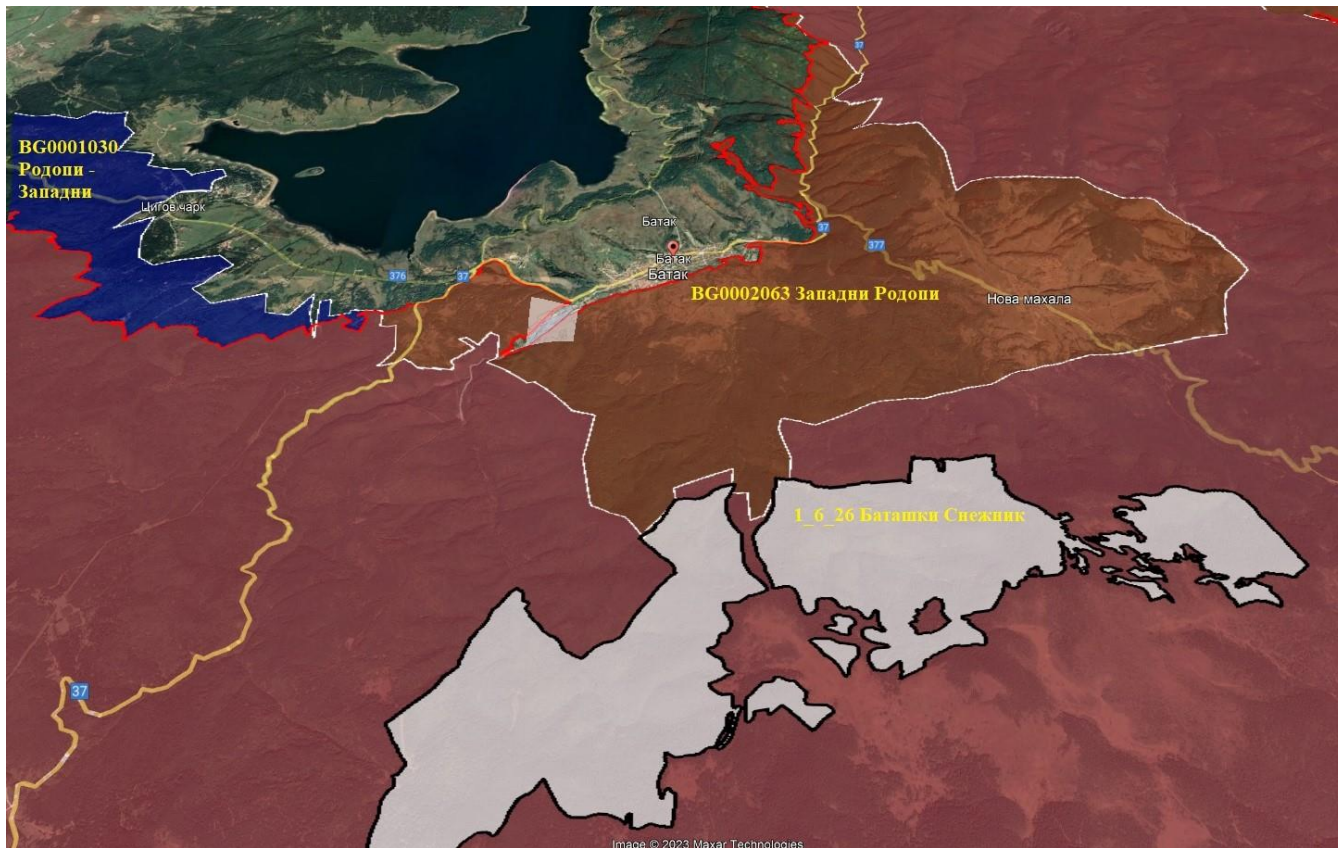 37
BG0001030
Родопи -
Западни
Цигов чарк
Батак
37
Батак
Батак
377
376
37
BG0002063 Западни Родопи
Нова махала
1_6_26 Баташки Снежник
37
Image © 2023 Maxar Technologies